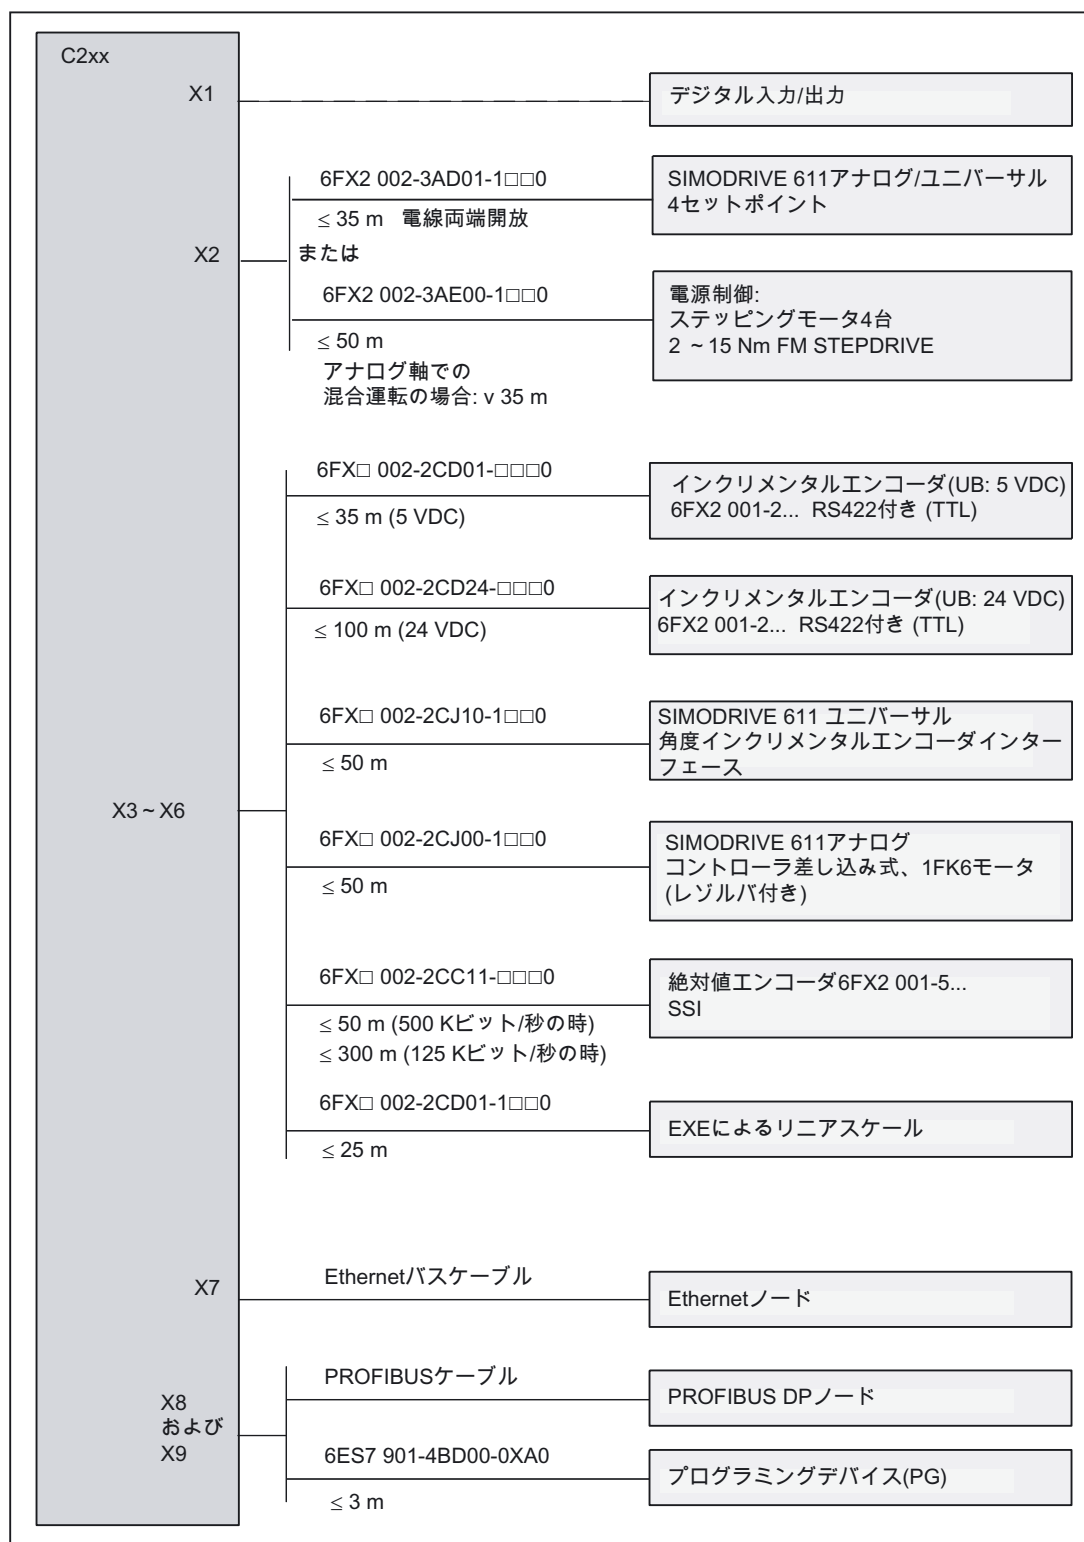 C2xx
X1
デジタル入力/出力
6FX2 002-3AD01-1□□0
≤ 35 m 電線両端開放
SIMODRIVE 611アナログ/ユニバーサル
4セットポイント
X2
または
6FX2 002-3AE00-1□□0
≤ 50 m
アナログ軸での
混合運転の場合: v 35 m
電源制御:
ステッピングモータ4台
2 ~15 Nm FM STEPDRIVE
6FX□ 002-2CD01-□□□0
≤ 35 m (5 VDC)
インクリメンタルエンコーダ(UB: 5 VDC)
6FX2 001-2... RS422付き (TTL)
6FX□ 002-2CD24-□□□0
≤ 100 m (24 VDC)
インクリメンタルエンコーダ(UB: 24 VDC)
6FX2 001-2... RS422付き (TTL)
6FX□ 002-2CJ10-1□□0
≤ 50 m
SIMODRIVE 611 ユニバーサル
角度インクリメンタルエンコーダインター
フェース
X3 ~ X6
6FX□ 002-2CJ00-1□□0
≤ 50 m
SIMODRIVE 611アナログ
コントローラ差し込み式、1FK6モータ
(レゾルバ付き)
6FX□ 002-2CC11-□□□0
≤ 50 m (500 Kビット/秒の時)
≤ 300 m (125 Kビット/秒の時)
絶対値エンコーダ6FX2 001-5...
SSI
6FX□ 002-2CD01-1□□0
≤ 25 m
EXEによるリニアスケール
X7
Ethernetバスケーブル
Ethernetノード
X8
および
X9
PROFIBUSケーブル
PROFIBUS DPノード
6ES7 901-4BD00-0XA0
≤ 3 m
プログラミングデバイス(PG)